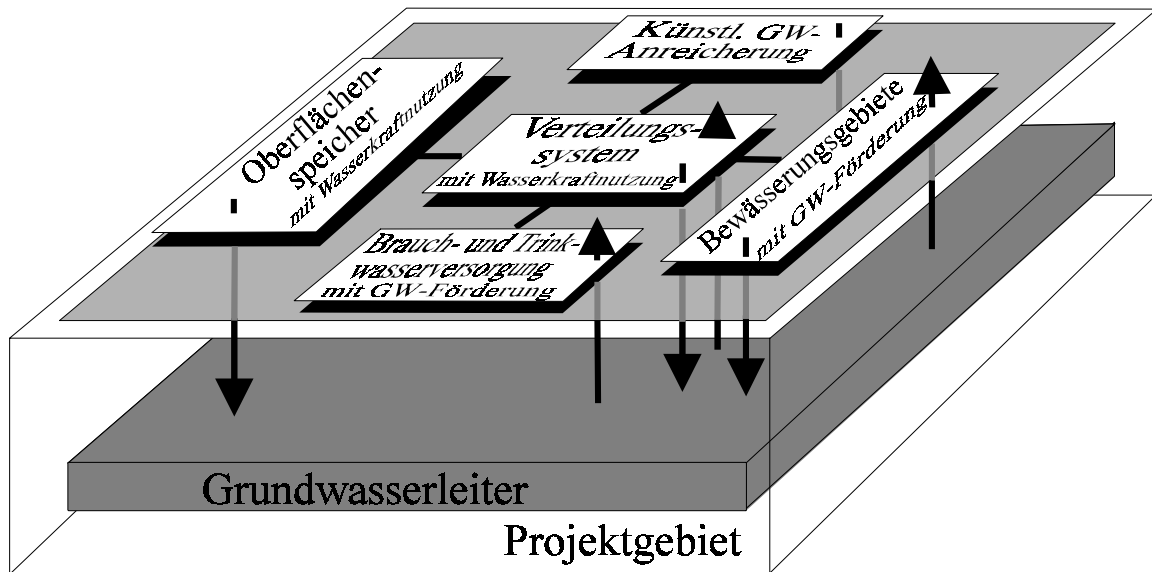 Künstl. GW-
Anreicherung
Oberflächen-
speicher
mit Wasserkraftnutzung
Verteilungs-
system
mit Wasserkraftnutzung
Bewässerungsgebiete
mit GW-Förderung
Brauch- und Trink-
wasserversorgung
mit GW-Förderung
Grundwasserleiter
Projektgebiet